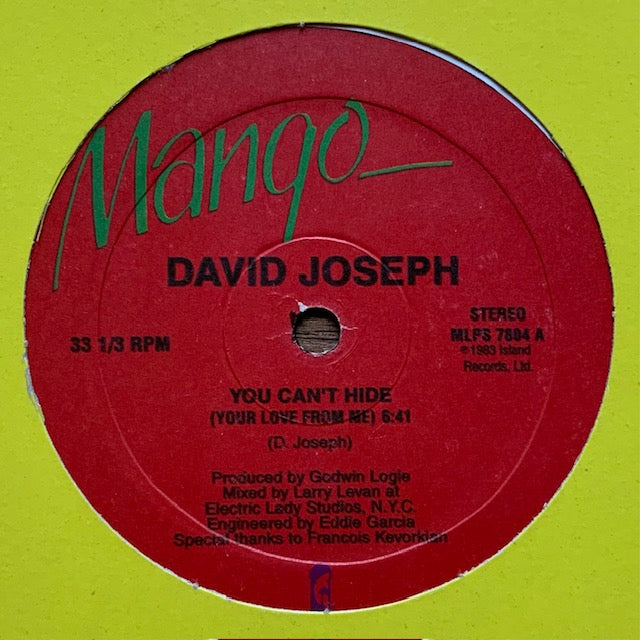 Mango
DAVID JOSEPH
33 1/3 RPM
STEREO
MLPS 7804 A
℗1983 Island
Records, Ltd.
YOU CAN'T HIDE
(YOUR LOVE FROM ME) 6:41
(D. Joseph)
Produced by Godwin Logie
Mixed by Larry Levan at
Electric Lady Studios, N.Y.C.
Engineered by Eddie Garcia
Special thanks to Francois Kevorkian